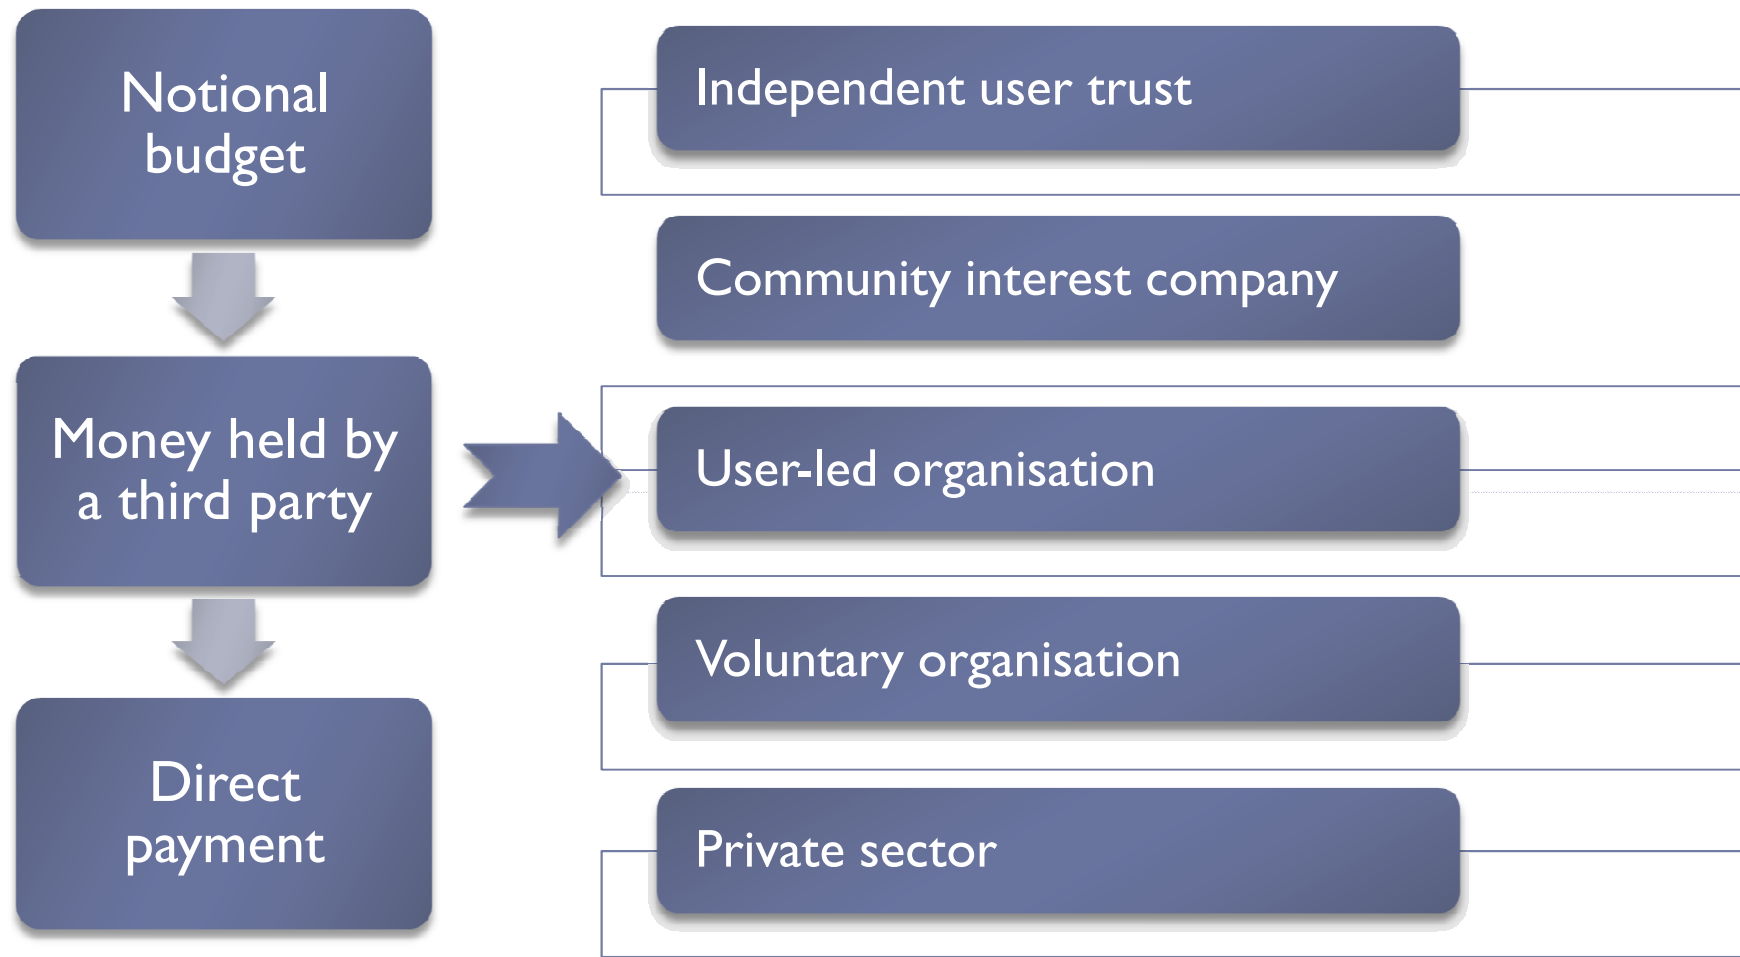 Notional
budget
Money held by
a third party
Direct
payment
Independent user trust
Community interest company
User-led organisation
Voluntary organisation
Private sector